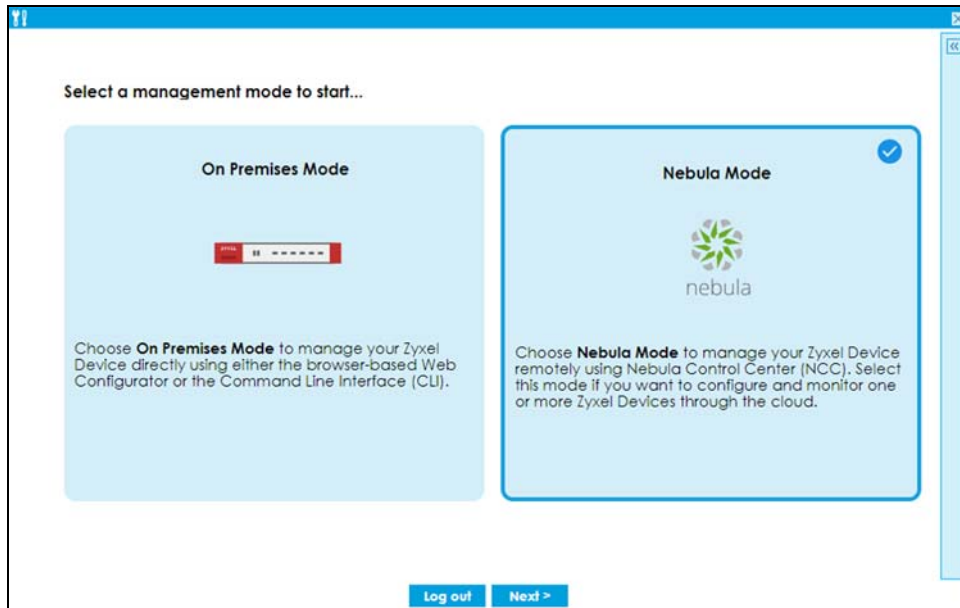 Select a management mode to start...
On Premises Mode
ZYXEL
Choose On Premises Mode to manage your Zyxel
Device directly using either the browser-based Web
Configurator or the Command Line Interface (CLI).
Nebula Mode
nebula
Choose Nebula Mode to manage your Zyxel Device
remotely using Nebula Control Center (NCC). Select
this mode if you want to configure and monitor one
or more Zyxel Devices through the cloud.
Log out
Next >